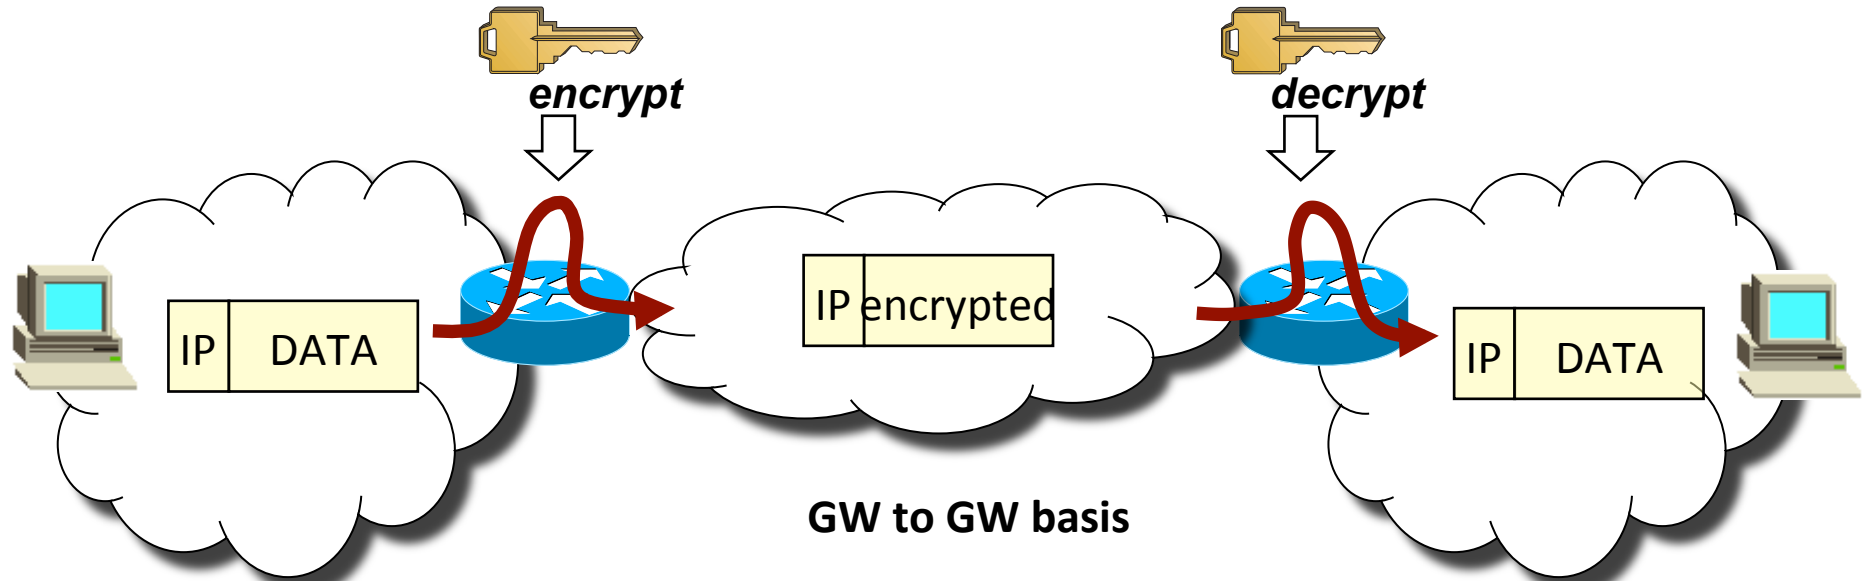 encrypt
decrypt
IP DATA
IP encrypted
IP DATA
GW to GW basis